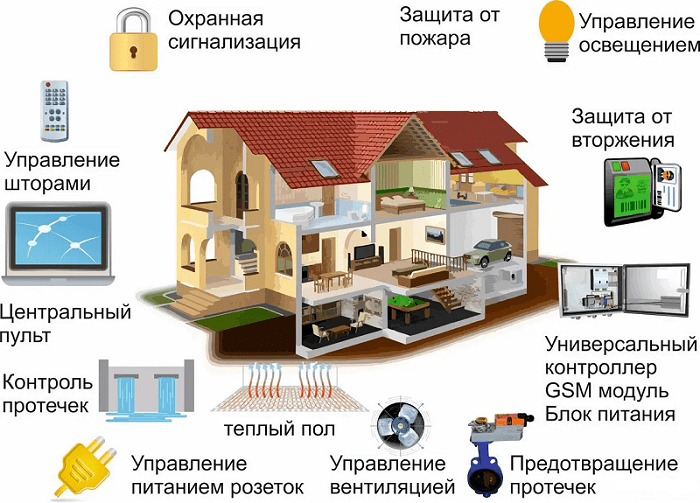 Охранная
сигнализация
Защита от
пожара
Управление
освещением
Управление
шторами
Защита от
вторжения
Центральный
пульт
Универсальный
контроллер
GSM модуль
Блок питания
Контроль
протечек
теплый пол
Управление
питанием розеток
Управление
вентиляцией
Предотвращение
протечек